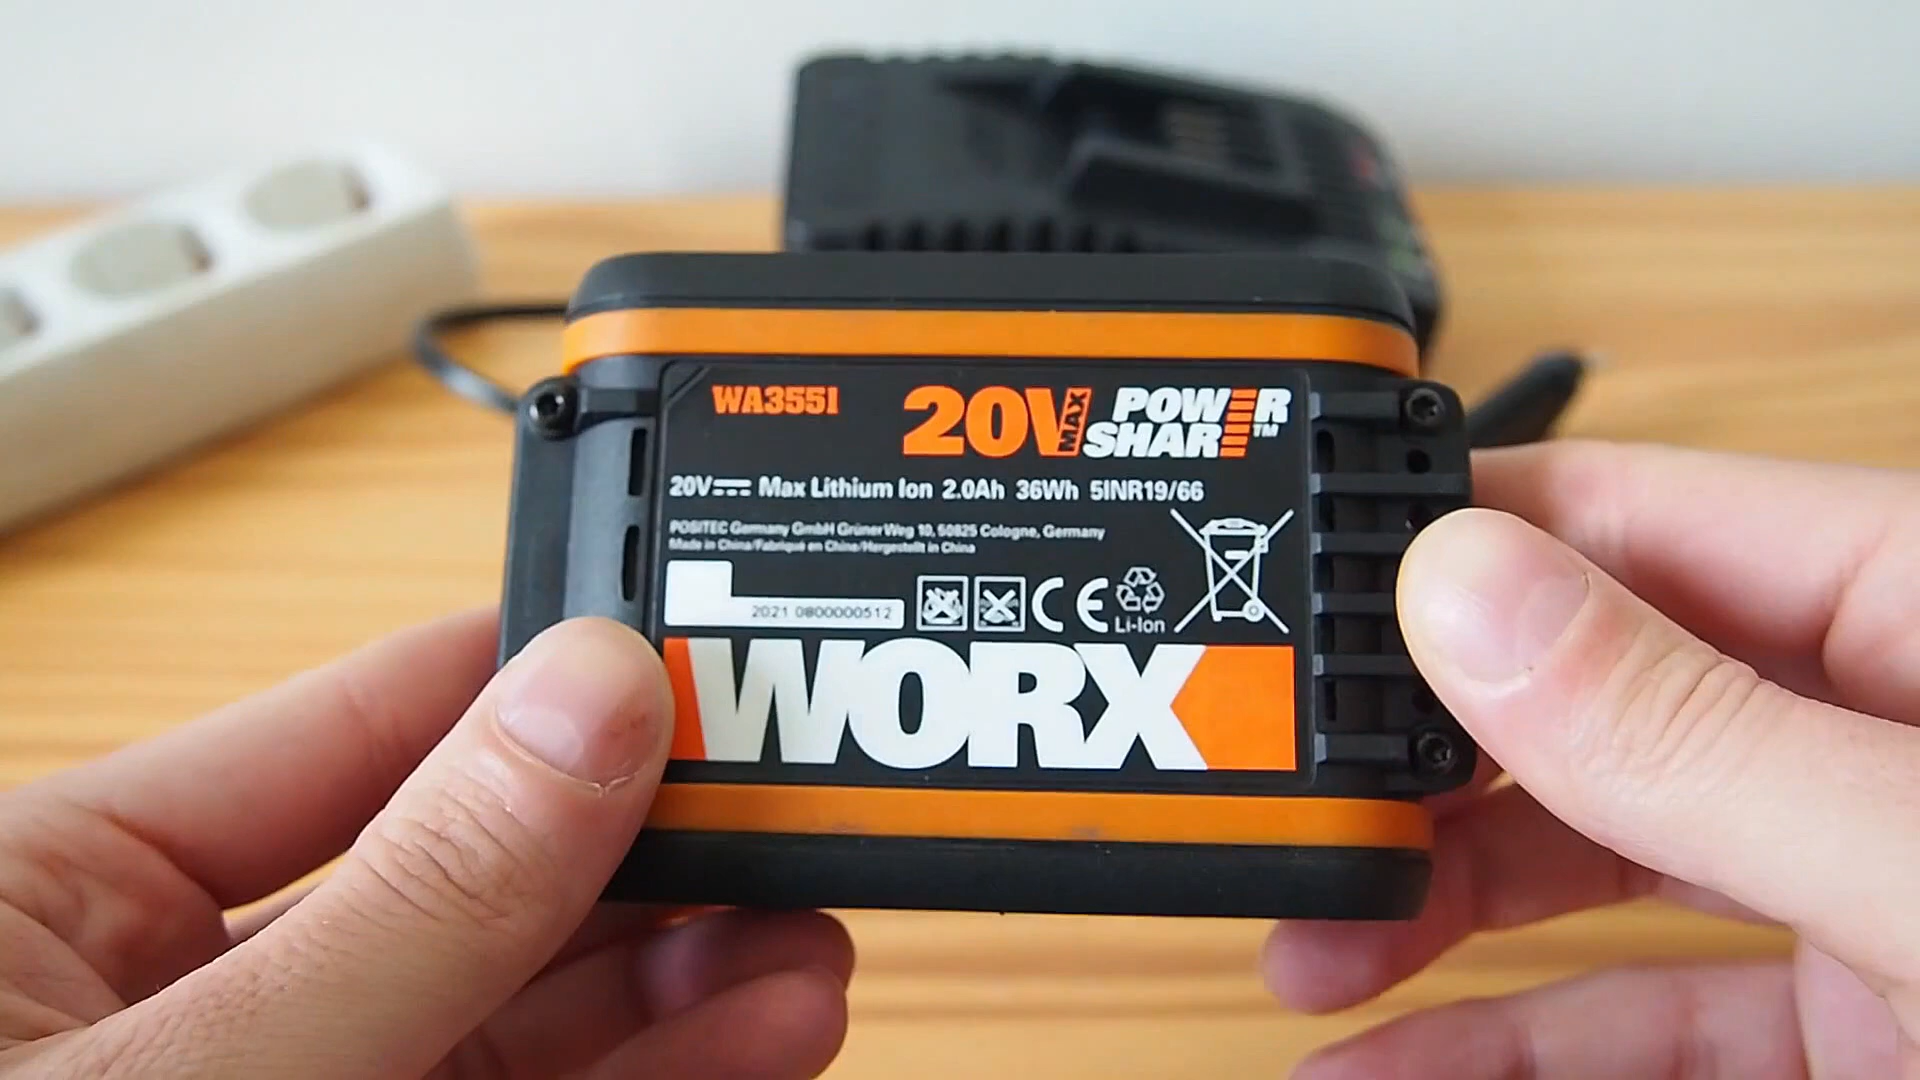 WA3551
20V MAX POWER SHARE™
20V⎓ Max Lithium Ion 2.0Ah 36Wh 5INR19/66
POSITEC Germany GmbH Grüner Weg 10, 50825 Cologne, Germany
Made in China/Fabriqué en Chine/Hergestellt in China
2021 0800000512
CE
Li-Ion
WORX